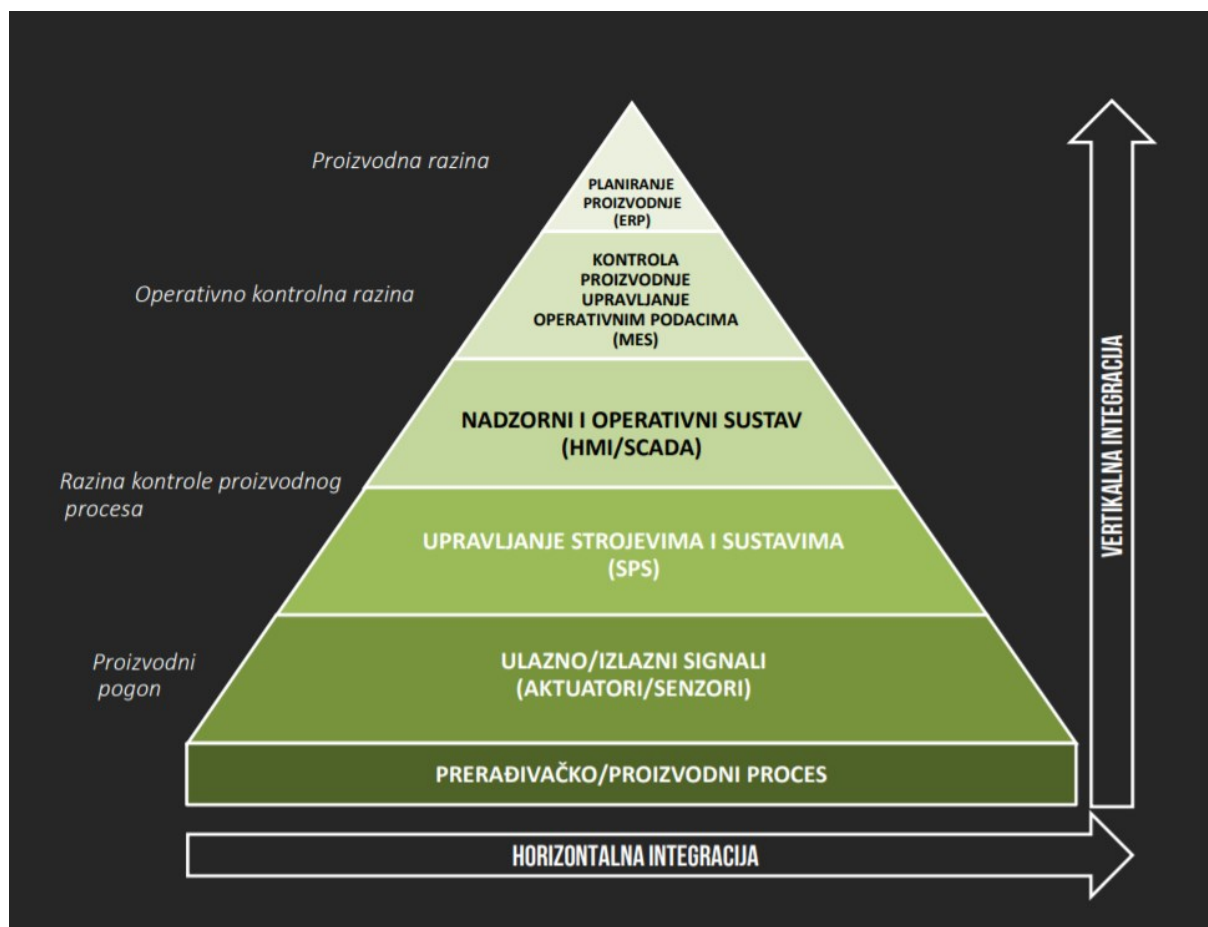 Proizvodna razina
PLANIRANJE
PROIZVODNJE
(ERP)
Operativno kontrolna razina
KONTROLA
PROIZVODNJE
UPRAVLJANJE
OPERATIVNIM PODACIMA
(MES)
NADZORNI I OPERATIVNI SUSTAV
(HMI/SCADA)
Razina kontrole proizvodnog
procesa
UPRAVLJANJE STROJEVIMA I SUSTAVIMA
(SPS)
Proizvodni
pogon
ULAZNO/IZLAZNI SIGNALI
(AKTUATORI/SENZORI)
PRERAĐIVAČKO/PROIZVODNI PROCES
HORIZONTALNA INTEGRACIJA
VERTIKALNA INTEGRACIJA